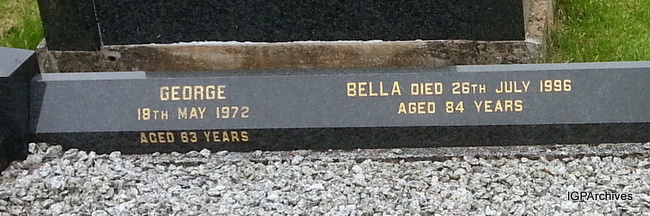 GEORGE
18TH MAY 1972
AGED 63 YEARS
BELLA DIED 26TH JULY 1996
AGED 84 YEARS
IGPArchives